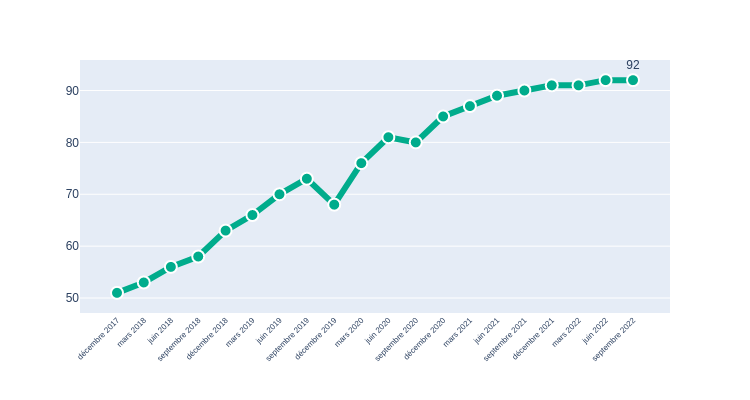 92
90
80
70
60
50
décembre 2017
mars 2018
juin 2018
septembre 2018
décembre 2018
mars 2019
juin 2019
septembre 2019
décembre 2019
mars 2020
juin 2020
septembre 2020
décembre 2020
mars 2021
juin 2021
septembre 2021
décembre 2021
mars 2022
juin 2022
septembre 2022